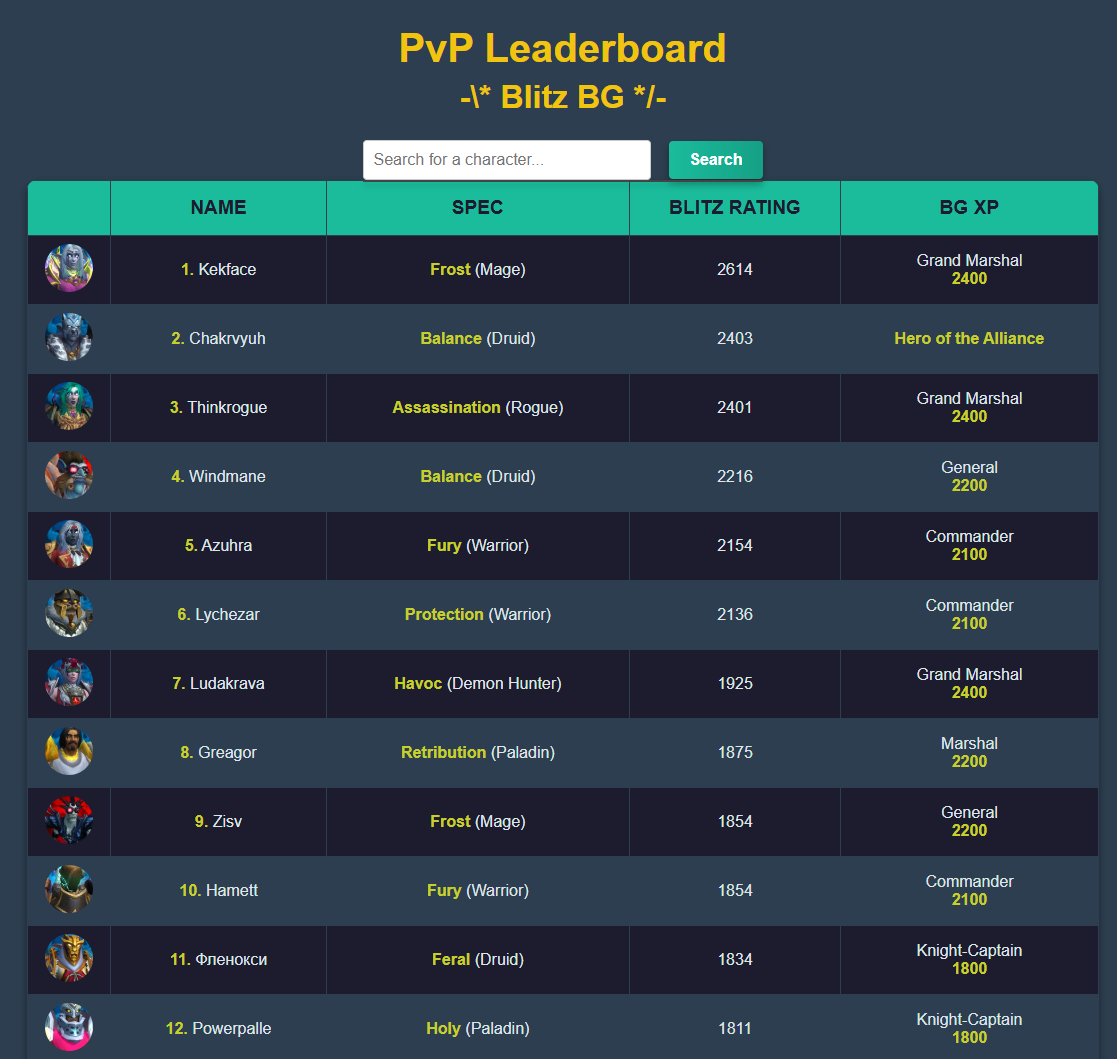 PvP Leaderboard
-\* Blitz BG */-
Search for a character...
Search
NAME SPEC BLITZ RATING BG XP
1. Kekface Frost (Mage) 2614 Grand Marshal
2400
2. Chakrvyuh Balance (Druid) 2403 Hero of the Alliance
3. Thinkrogue Assassination (Rogue) 2401 Grand Marshal
2400
4. Windmane Balance (Druid) 2216 General
2200
5. Azuhra Fury (Warrior) 2154 Commander
2100
6. Lychezar Protection (Warrior) 2136 Commander
2100
7. Ludakrava Havoc (Demon Hunter) 1925 Grand Marshal
2400
8. Greagor Retribution (Paladin) 1875 Marshal
2200
9. Zisv Frost (Mage) 1854 General
2200
10. Hamett Fury (Warrior) 1854 Commander
2100
11. Фленокси Feral (Druid) 1834 Knight-Captain
1800
12. Powerpalle Holy (Paladin) 1811 Knight-Captain
1800